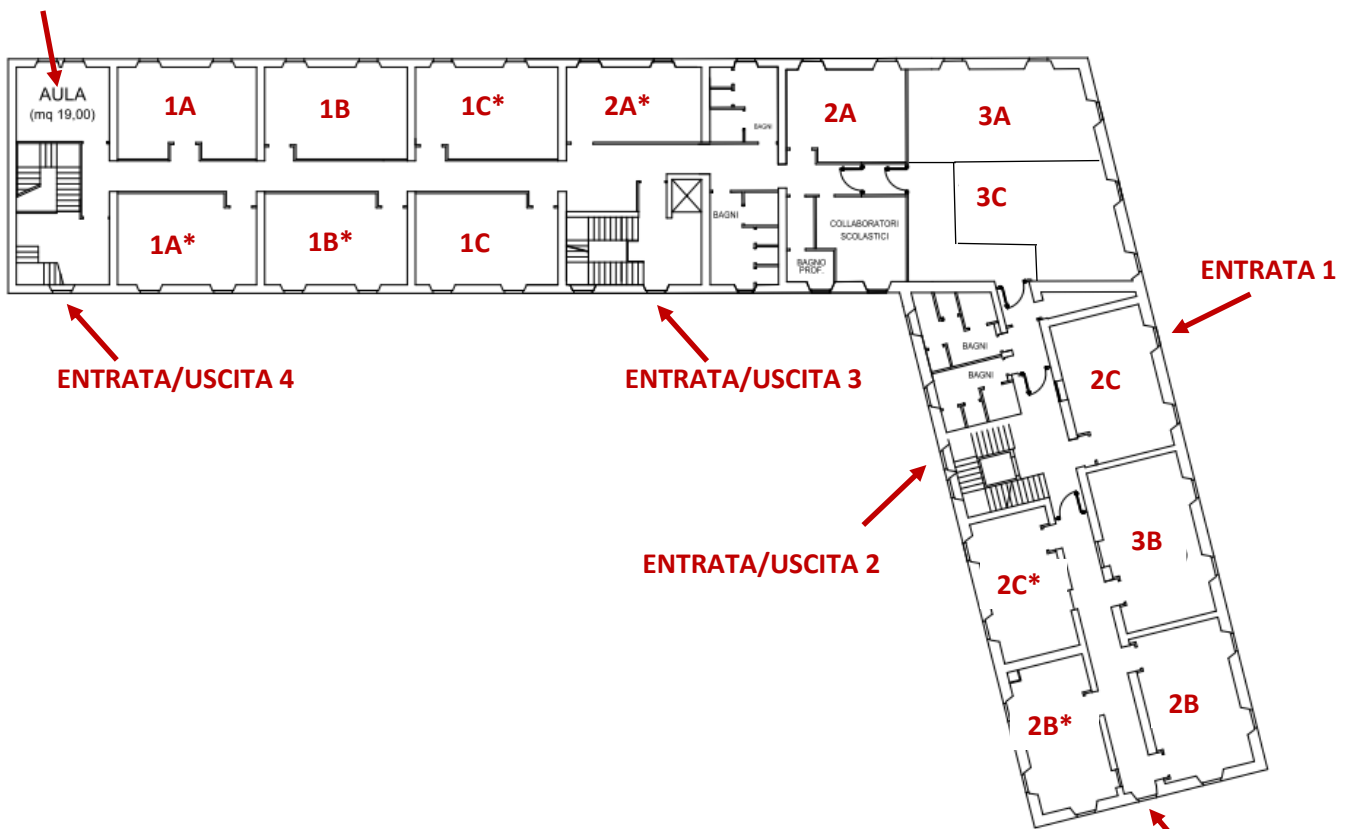 AULA
(mq 19,00)
1A
1B
1C*
2A*
BAGNI
2A
3A
3C
1A*
1B*
1C
BAGNI
COLLABORATORI
SCOLASTICI
BAGNO
PROF.
ENTRATA 1
ENTRATA/USCITA 4
ENTRATA/USCITA 3
BAGNI
BAGNI
2C
ENTRATA/USCITA 2
3B
2C*
2B
2B*